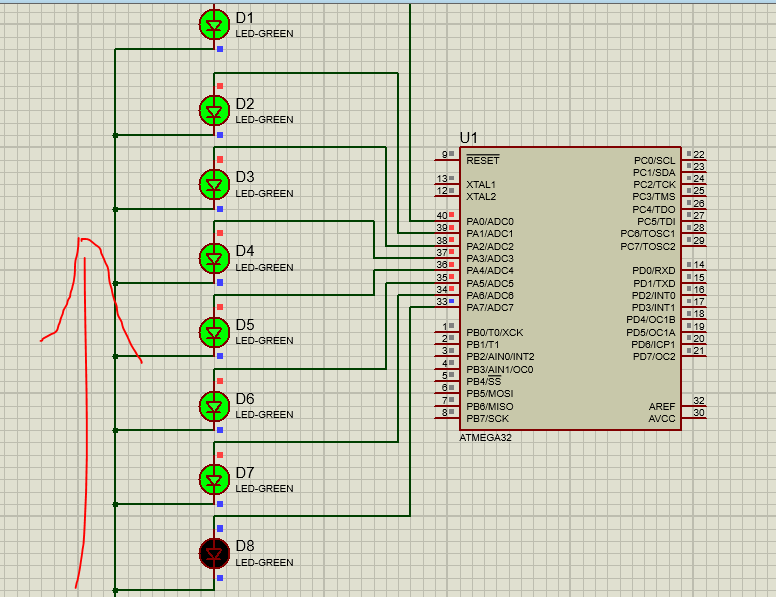 D1
LED-GREEN
D2
LED-GREEN
D3
LED-GREEN
D4
LED-GREEN
D5
LED-GREEN
D6
LED-GREEN
D7
LED-GREEN
D8
LED-GREEN
U1
9 RESET
13 XTAL1
12 XTAL2
40 PA0/ADC0
39 PA1/ADC1
38 PA2/ADC2
37 PA3/ADC3
36 PA4/ADC4
35 PA5/ADC5
34 PA6/ADC6
33 PA7/ADC7
1 PB0/T0/XCK
2 PB1/T1
3 PB2/AIN0/INT2
4 PB3/AIN1/OC0
5 PB4/SS
6 PB5/MOSI
7 PB6/MISO
8 PB7/SCK
PC0/SCL 22
PC1/SDA 23
PC2/TCK 24
PC3/TMS 25
PC4/TDO 26
PC5/TDI 27
PC6/TOSC1 28
PC7/TOSC2 29
PD0/RXD 14
PD1/TXD 15
PD2/INT0 16
PD3/INT1 17
PD4/OC1B 18
PD5/OC1A 19
PD6/ICP1 20
PD7/OC2 21
AREF 32
AVCC 30
ATMEGA32